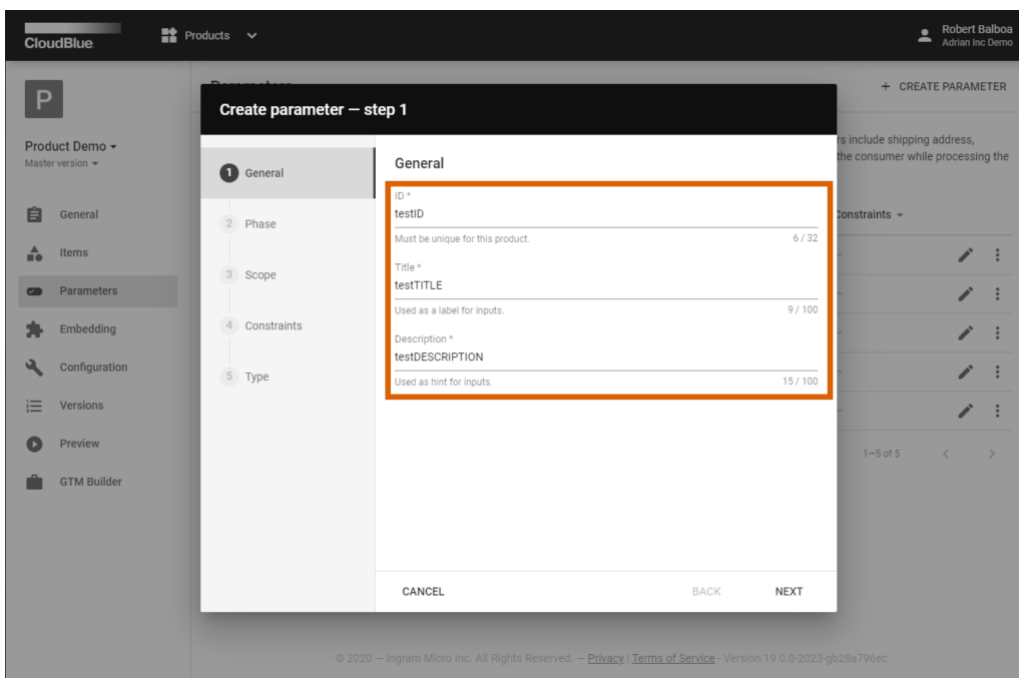 CloudBlue
Products
Robert Balboa
Adrian Inc Demo
P
Product Demo
Master version
General
Items
Parameters
Embedding
Configuration
Versions
Preview
GTM Builder
+ CREATE PARAMETER
rs include shipping address,
the consumer while processing the
Constraints
1–5 of 5
Create parameter — step 1
1 General
2 Phase
3 Scope
4 Constraints
5 Type
General
ID *
testID
Must be unique for this product. 6 / 32
Title *
testTITLE
Used as a label for inputs. 9 / 100
Description *
testDESCRIPTION
Used as hint for inputs. 15 / 100
CANCEL BACK NEXT
© 2020 — Ingram Micro Inc. All Rights Reserved. — Privacy | Terms of Service - Version 19.0.0-2023-gb28a796ec